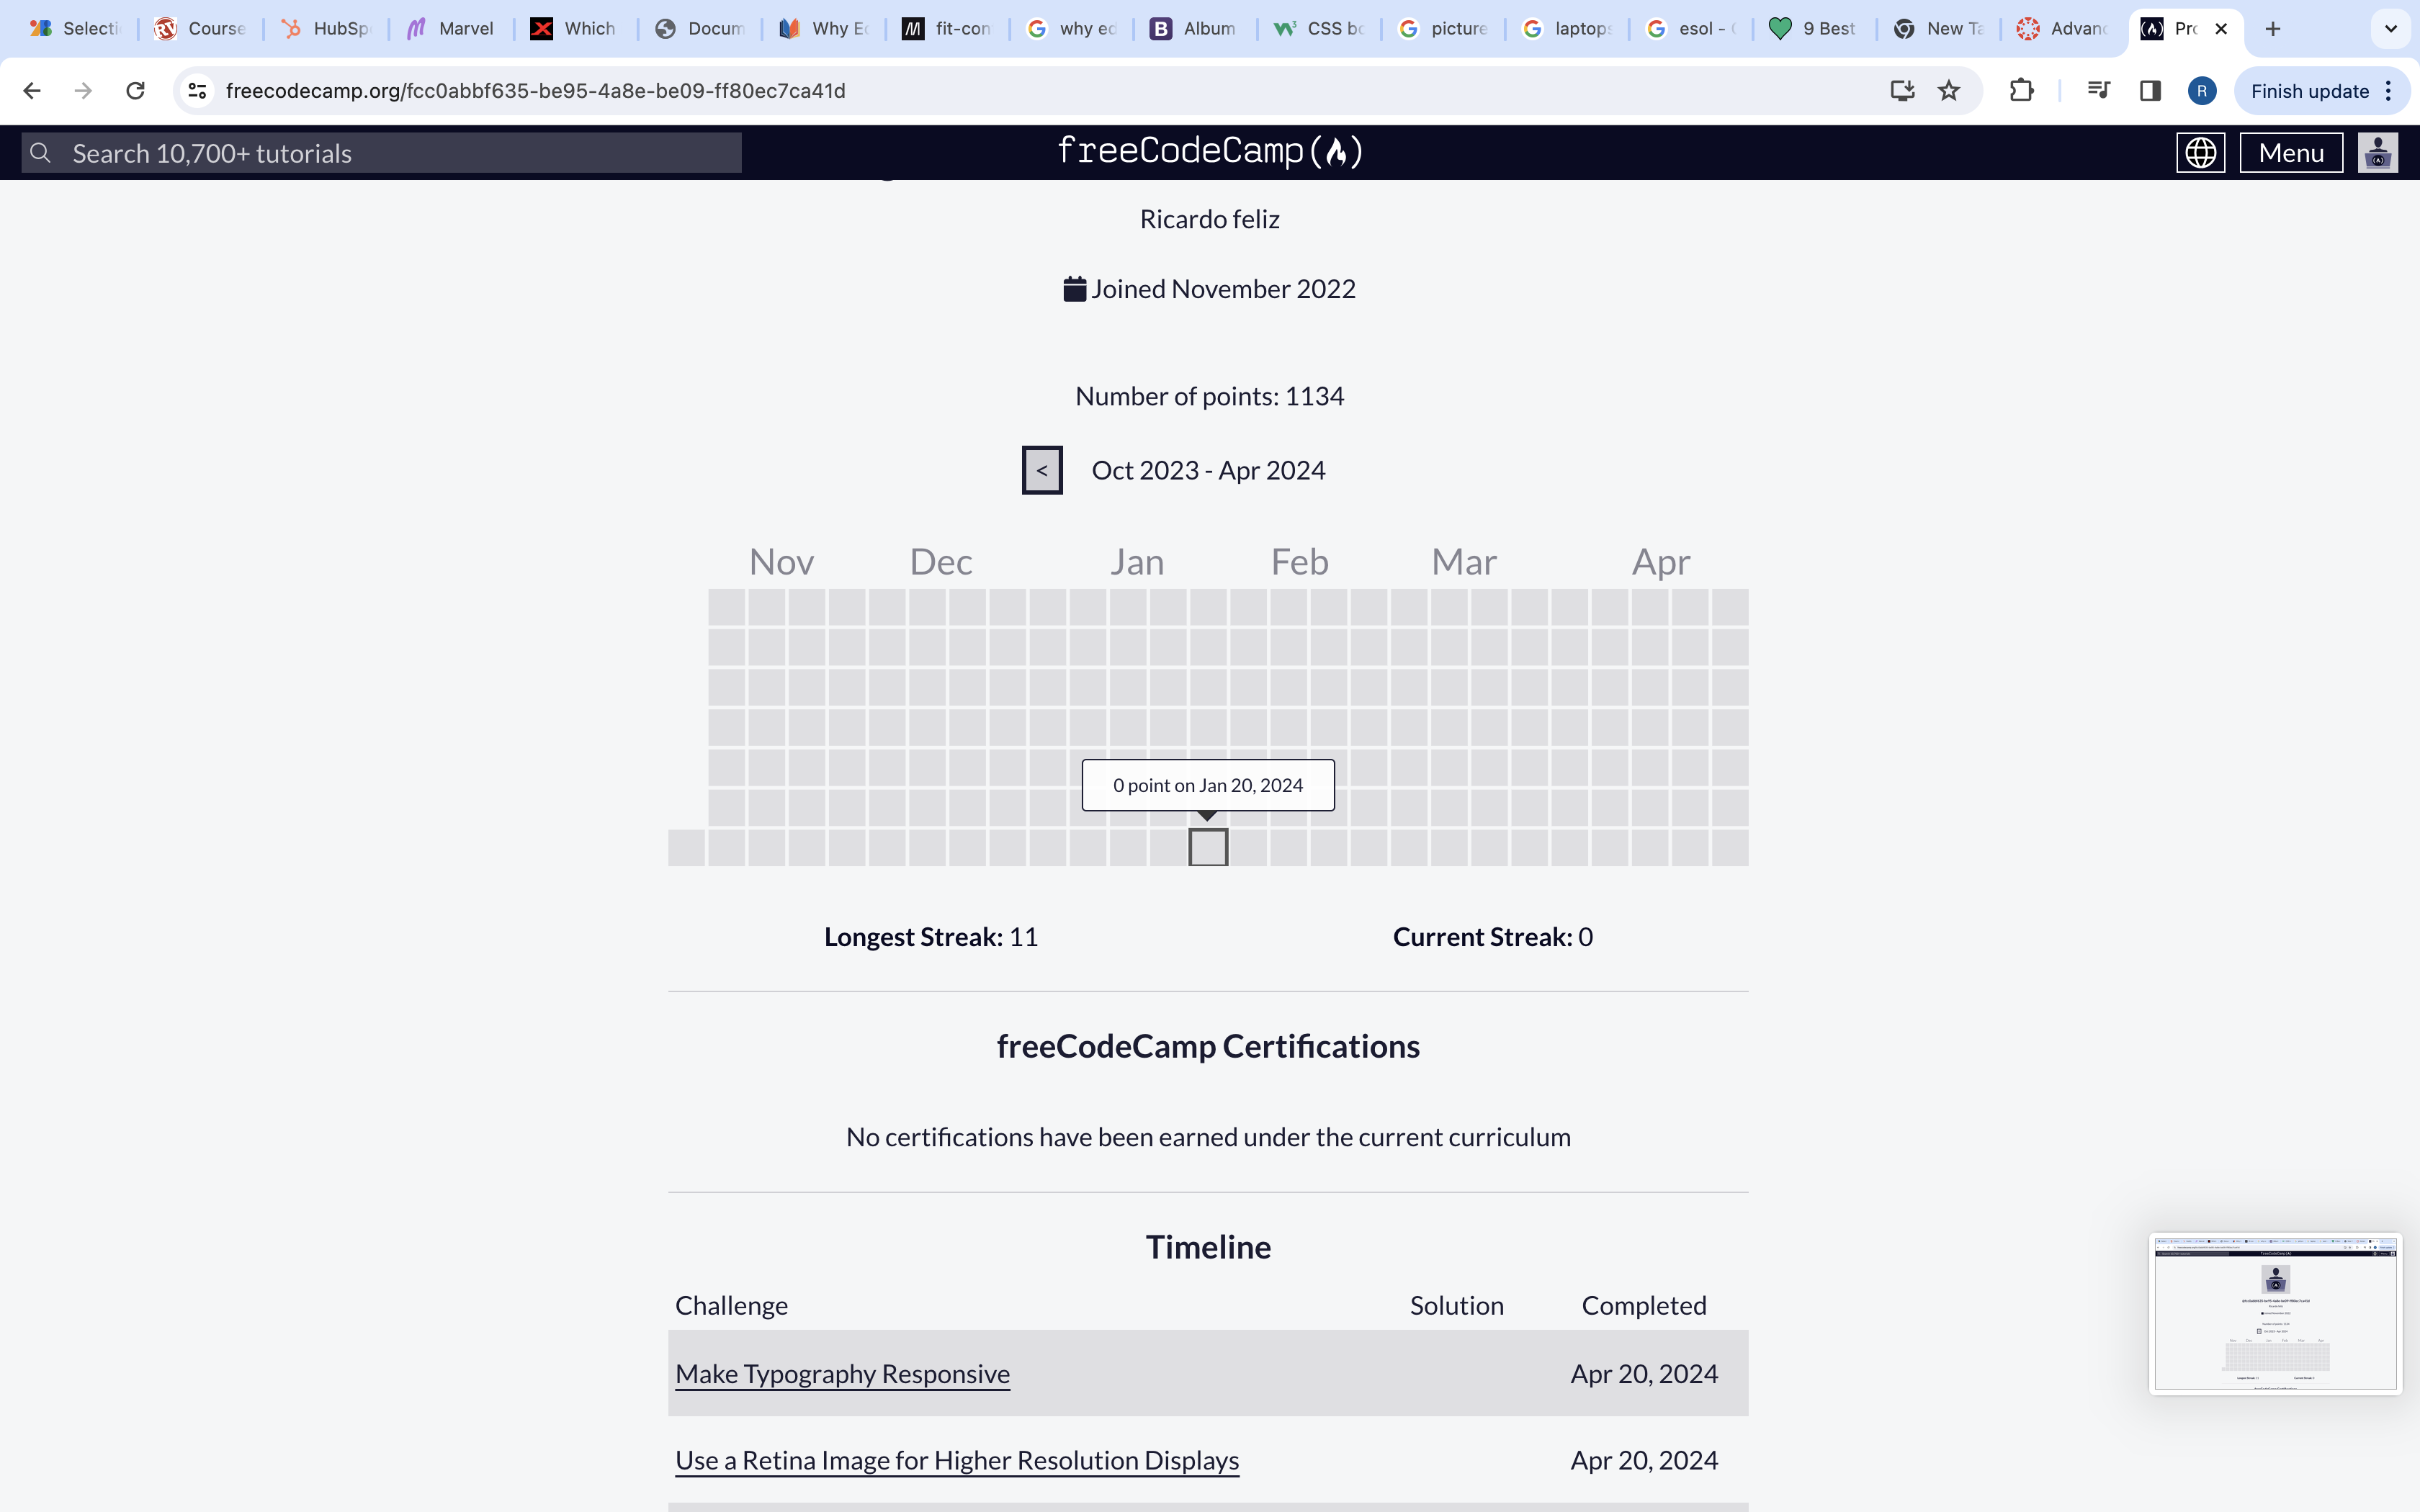 Selecti
Course
HubSp
Marvel
Which
Docum
Why E
fit-con
why ed
Album
CSS bo
picture
laptops
esol - 
9 Best
New Ta
Advanc
Pro
freecodecamp.org/fcc0abbf635-be95-4a8e-be09-ff80ec7ca41d
R
Finish update
Search 10,700+ tutorials
freeCodeCamp
Menu
Ricardo feliz
Joined November 2022
Number of points: 1134
< Oct 2023 - Apr 2024
Nov Dec Jan Feb Mar Apr
0 point on Jan 20, 2024
Longest Streak: 11 Current Streak: 0
freeCodeCamp Certifications
No certifications have been earned under the current curriculum
Timeline
Challenge Solution Completed
Make Typography Responsive Apr 20, 2024
Use a Retina Image for Higher Resolution Displays Apr 20, 2024